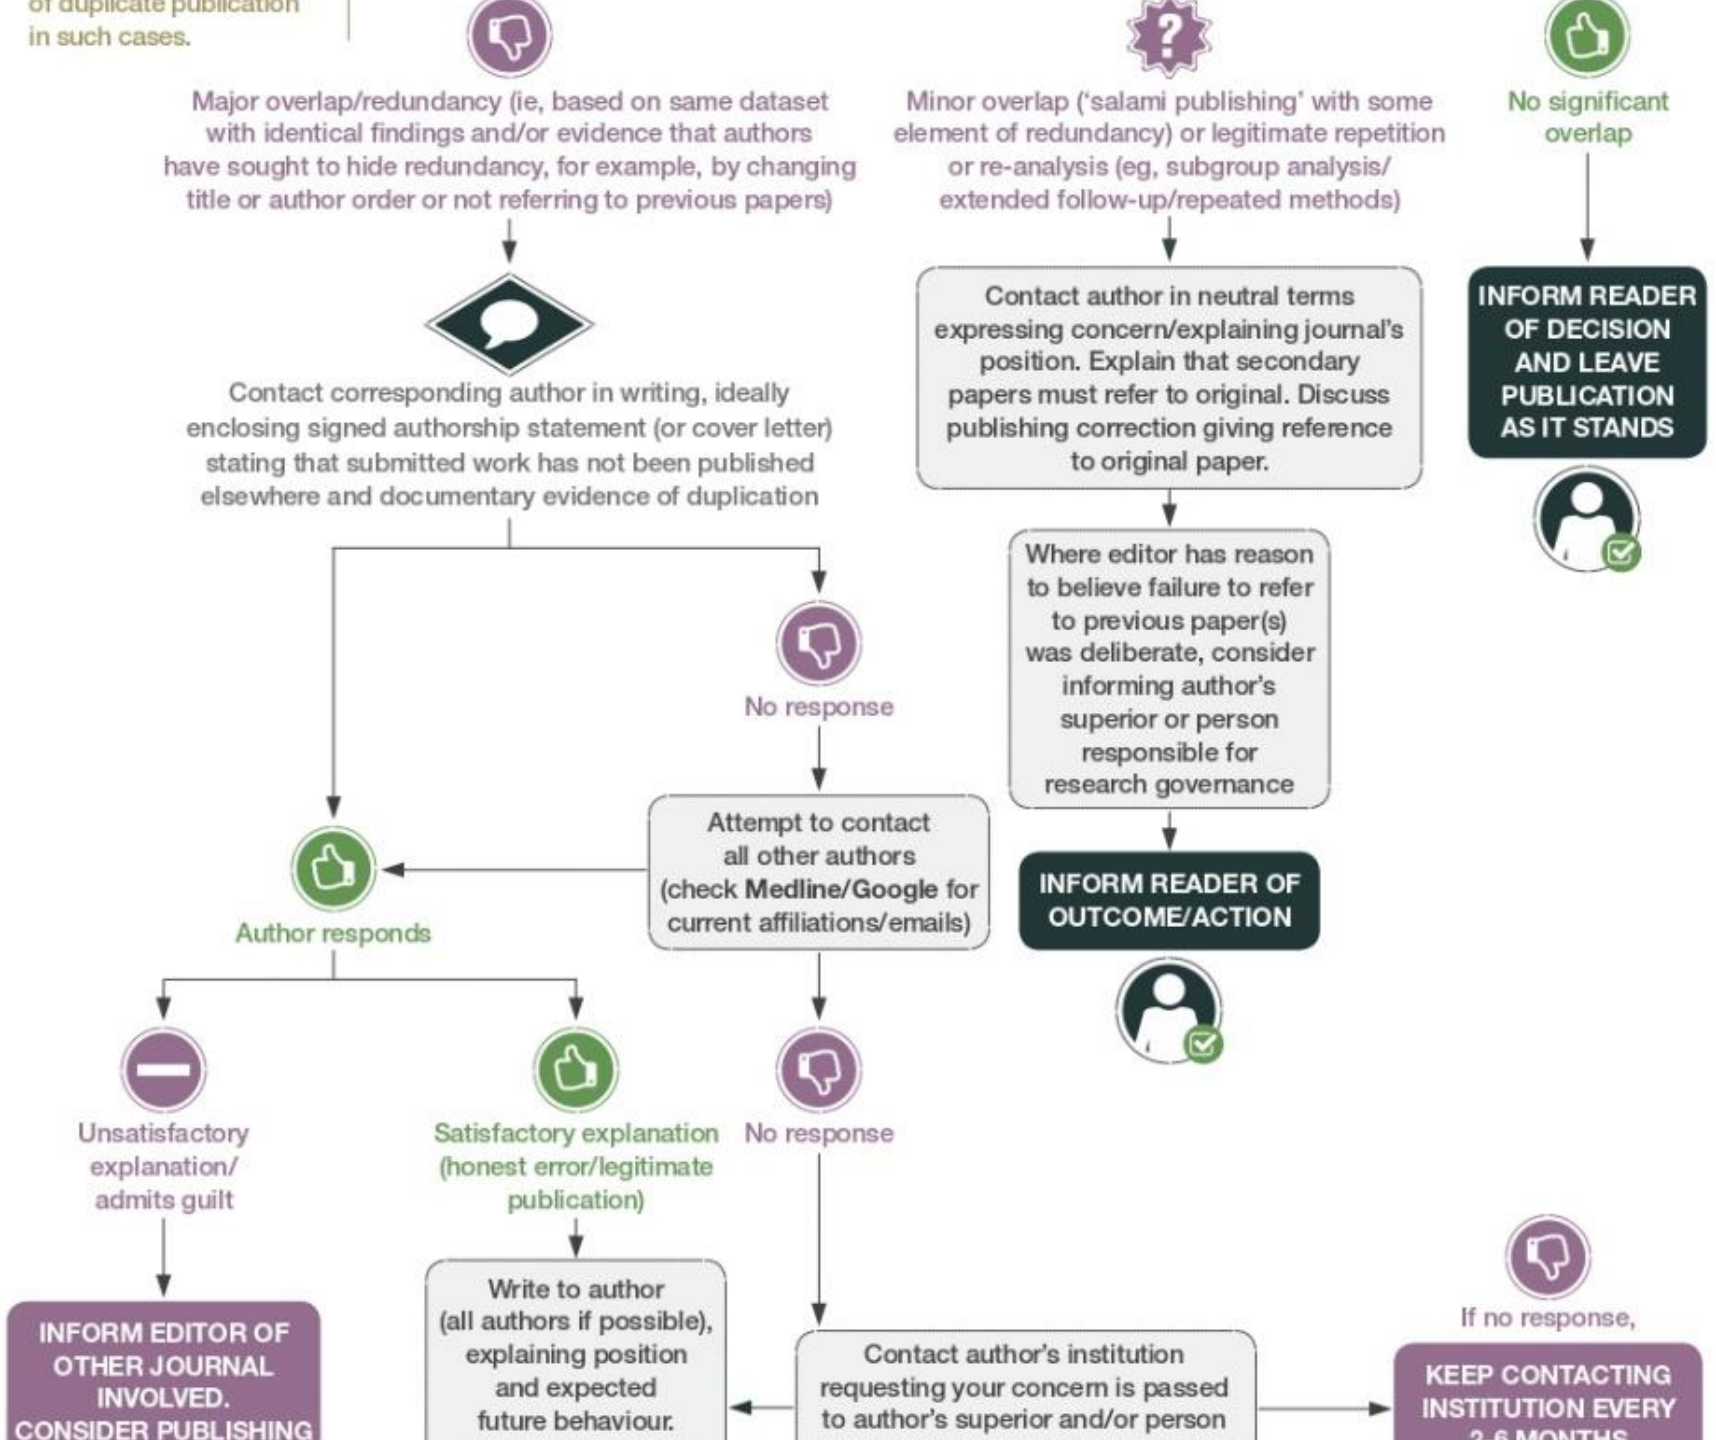 of duplicate publication
in such cases.
?
Major overlap/redundancy (ie, based on same dataset
with identical findings and/or evidence that authors
have sought to hide redundancy, for example, by changing
title or author order or not referring to previous papers)
Minor overlap (‘salami publishing’ with some
element of redundancy) or legitimate repetition
or re-analysis (eg, subgroup analysis/
extended follow-up/repeated methods)
No significant
overlap
Contact corresponding author in writing, ideally
enclosing signed authorship statement (or cover letter)
stating that submitted work has not been published
elsewhere and documentary evidence of duplication
Contact author in neutral terms
expressing concern/explaining journal’s
position. Explain that secondary
papers must refer to original. Discuss
publishing correction giving reference
to original paper.
INFORM READER
OF DECISION
AND LEAVE
PUBLICATION
AS IT STANDS
Where editor has reason
to believe failure to refer
to previous paper(s)
was deliberate, consider
informing author’s
superior or person
responsible for
research governance
No response
Attempt to contact
all other authors
(check Medline/Google for
current affiliations/emails)
Author responds
INFORM READER OF
OUTCOME/ACTION
Unsatisfactory
explanation/
admits guilt
Satisfactory explanation
(honest error/legitimate
publication)
No response
INFORM EDITOR OF
OTHER JOURNAL
INVOLVED.
CONSIDER PUBLISHING
Write to author
(all authors if possible),
explaining position
and expected
future behaviour.
Contact author’s institution
requesting your concern is passed
to author’s superior and/or person
If no response,
KEEP CONTACTING
INSTITUTION EVERY
3-6 MONTHS